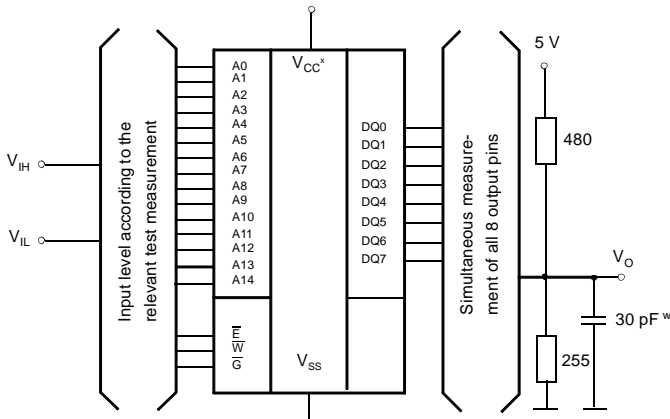 V_IH
V_IL
Input level according to the
relevant test measurement
A0
A1
A2
A3
A4
A5
A6
A7
A8
A9
A10
A11
A12
A13
A14
E̅
W̅
G̅
V_CC^x
V_SS
DQ0
DQ1
DQ2
DQ3
DQ4
DQ5
DQ6
DQ7
Simultaneous measure-
ment of all 8 output pins
5 V
480
V_O
30 pF ^w
255